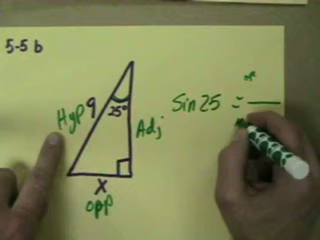 5-5 b
Hyp 9 25° Adj
x
opp
Sin 25 =